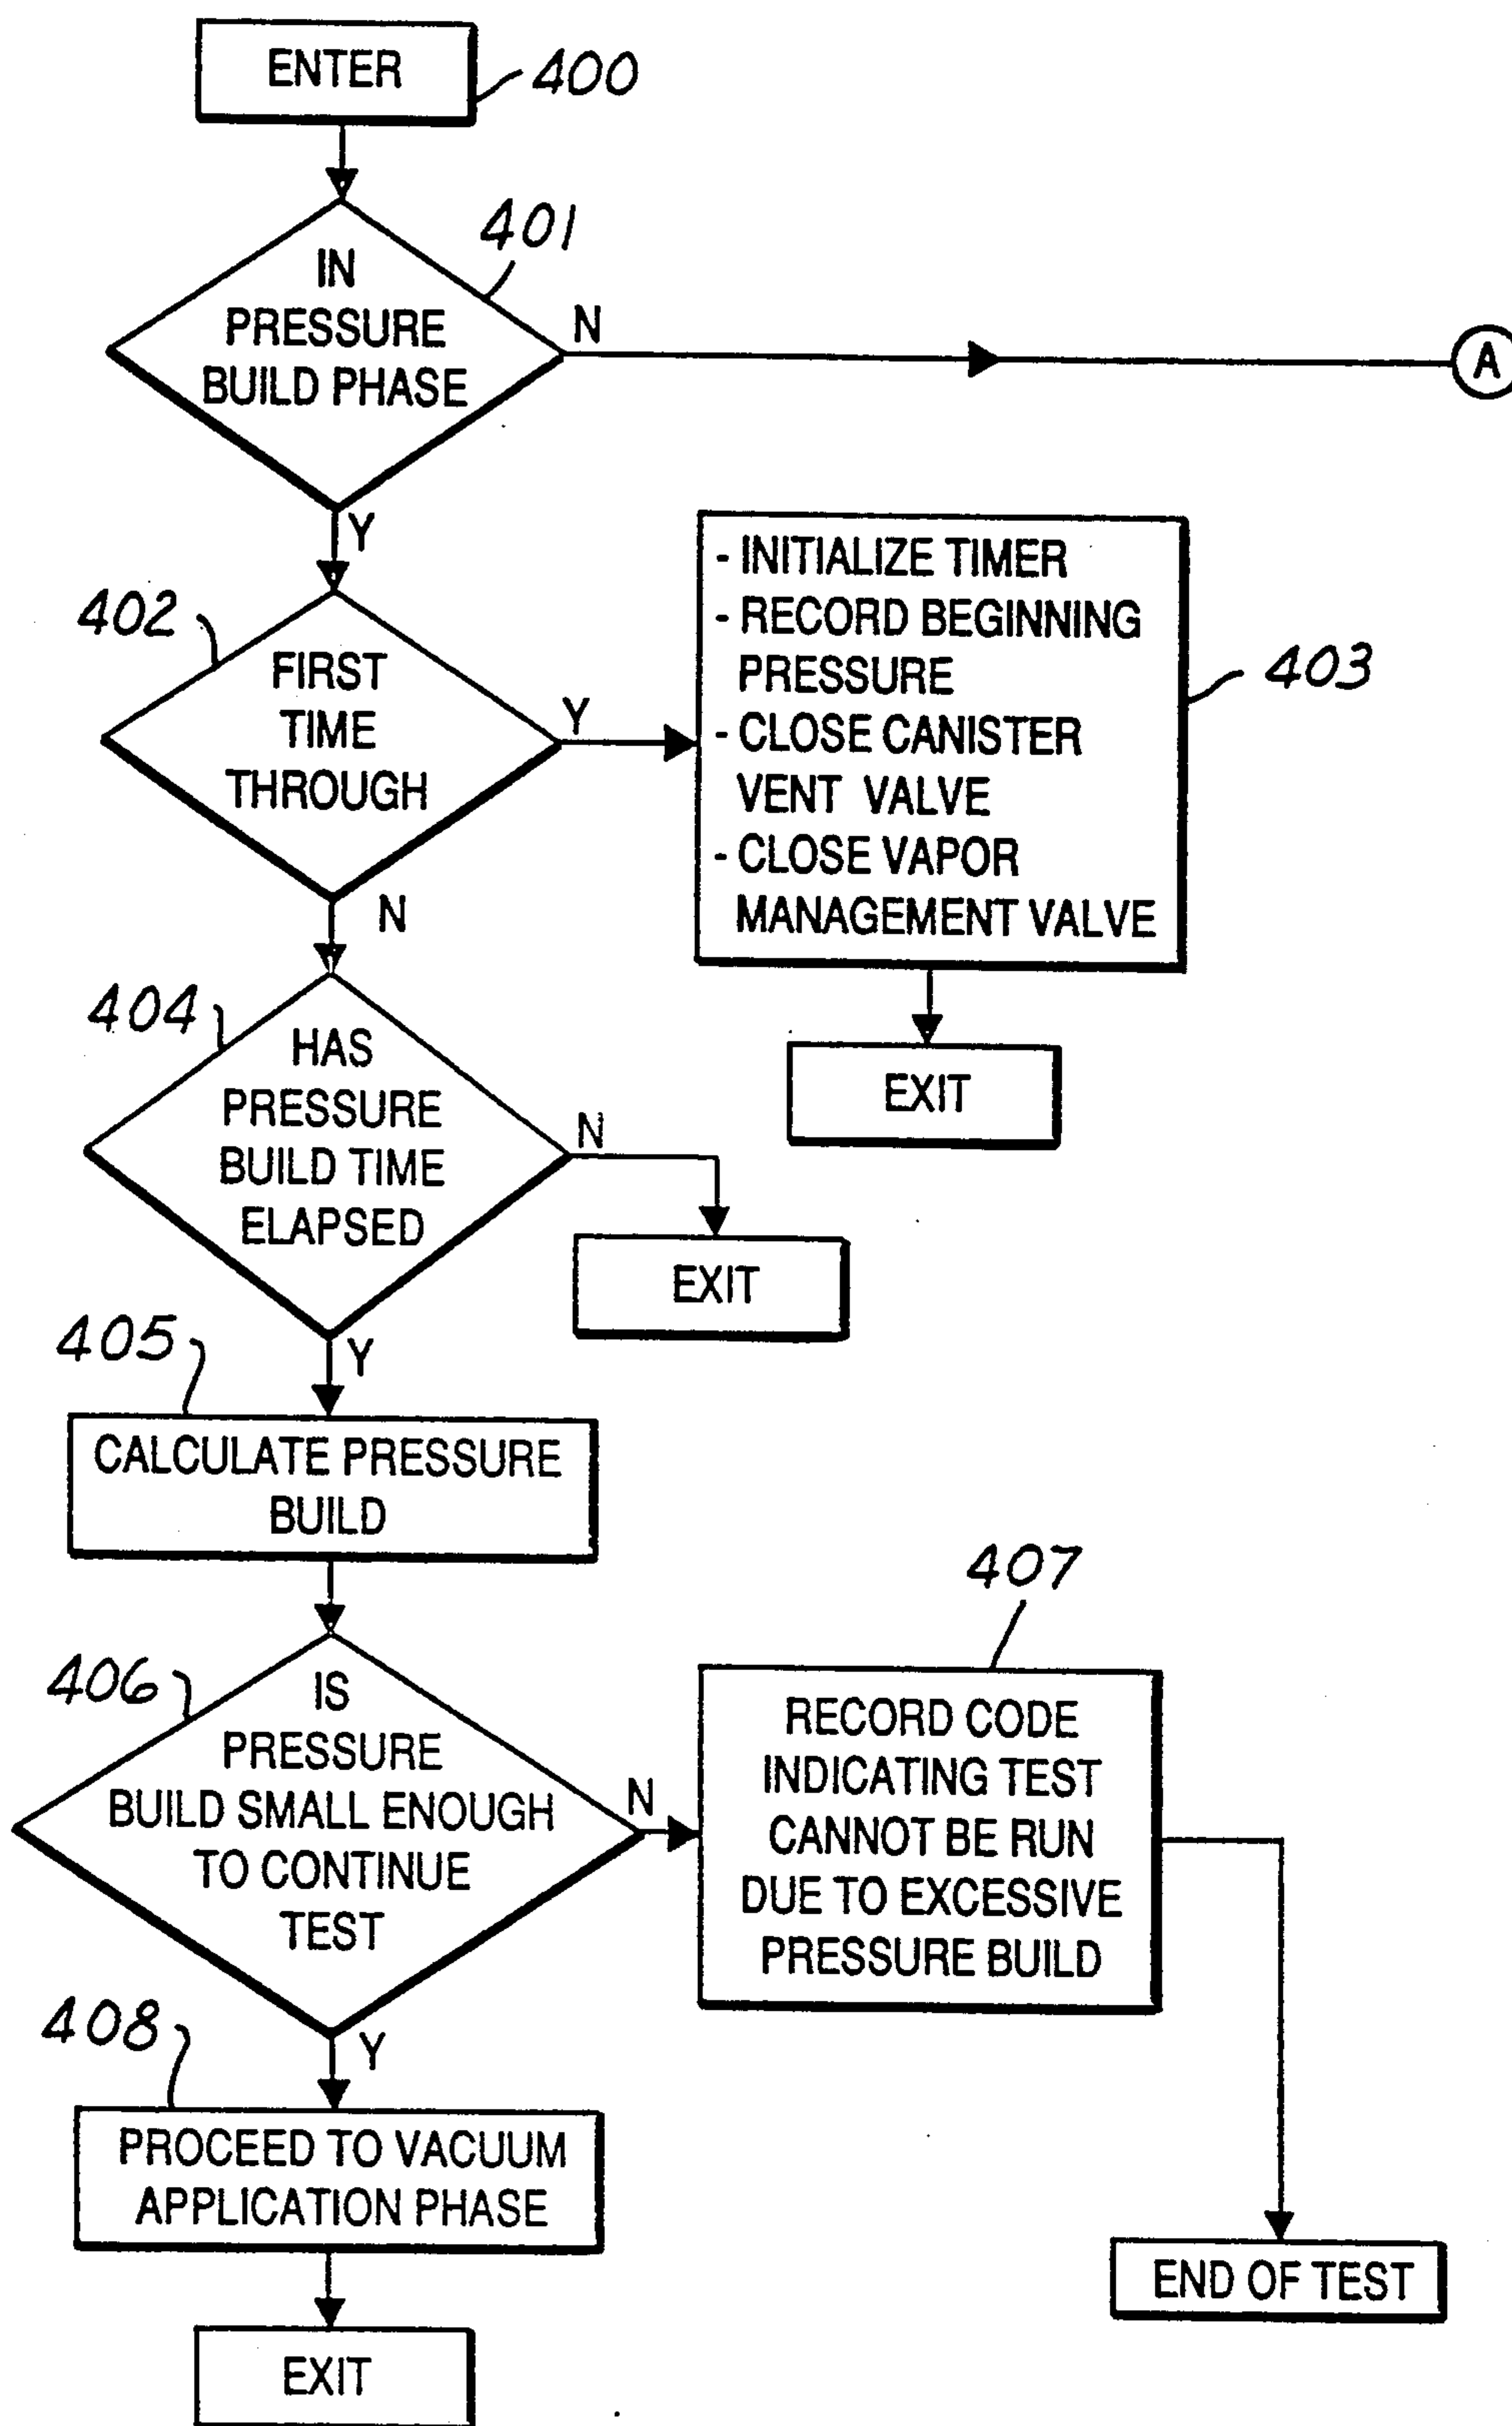 ENTER
400
401
IN
PRESSURE
BUILD PHASE
N
A
Y
402
FIRST
TIME
THROUGH
Y
- INITIALIZE TIMER
- RECORD BEGINNING
PRESSURE
- CLOSE CANISTER
VENT VALVE
- CLOSE VAPOR
MANAGEMENT VALVE
403
EXIT
N
404
HAS
PRESSURE
BUILD TIME
ELAPSED
N
EXIT
Y
405
CALCULATE PRESSURE
BUILD
406
IS
PRESSURE
BUILD SMALL ENOUGH
TO CONTINUE
TEST
N
407
RECORD CODE
INDICATING TEST
CANNOT BE RUN
DUE TO EXCESSIVE
PRESSURE BUILD
END OF TEST
Y
408
PROCEED TO VACUUM
APPLICATION PHASE
EXIT